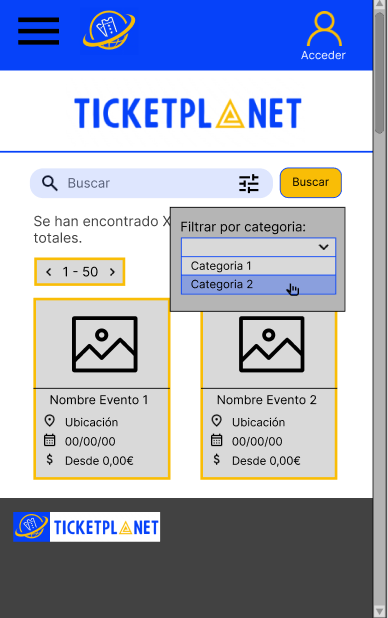 Acceder
TICKETPLANET
Buscar
Buscar
Se han encontrado X
totales.
Filtrar por categoria:
Categoria 1
Categoria 2
1 - 50
Nombre Evento 1
Ubicación
00/00/00
Desde 0,00€
Nombre Evento 2
Ubicación
00/00/00
$ Desde 0,00€
TICKETPLANET